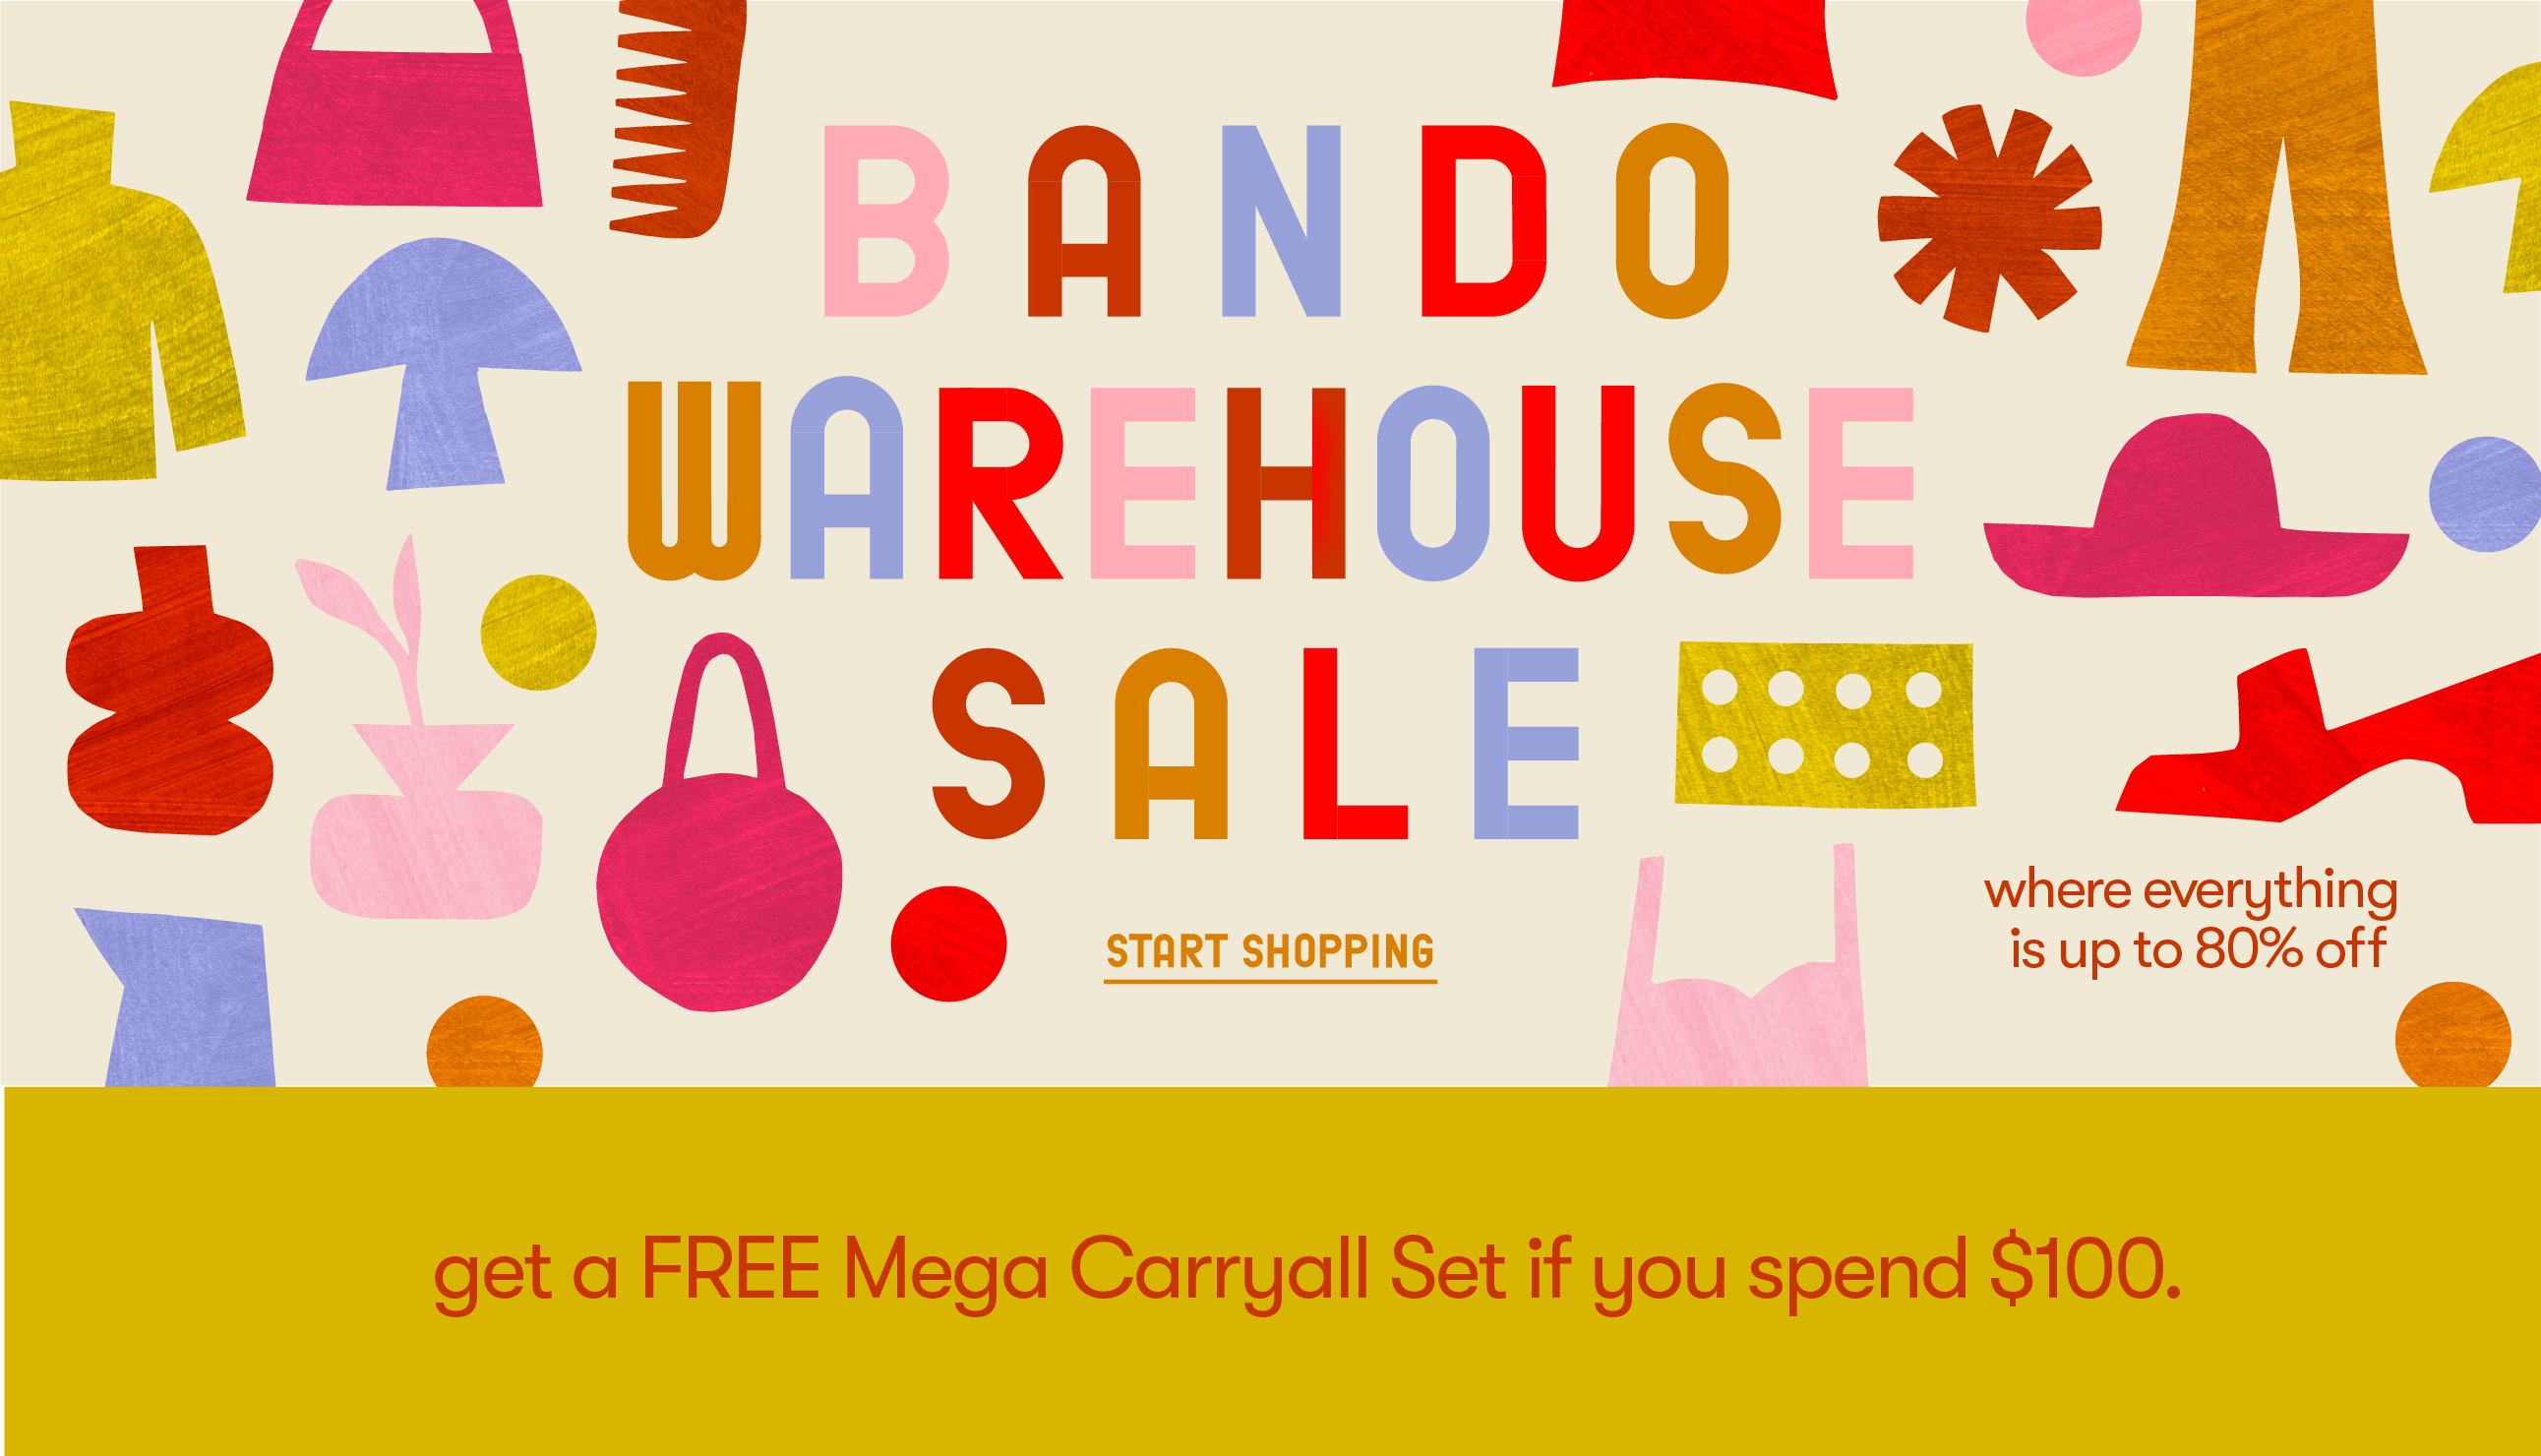 BANDO
WAREHOUSE
SALE
START SHOPPING
where everything
is up to 80% off
get a FREE Mega Carryall Set if you spend $100.